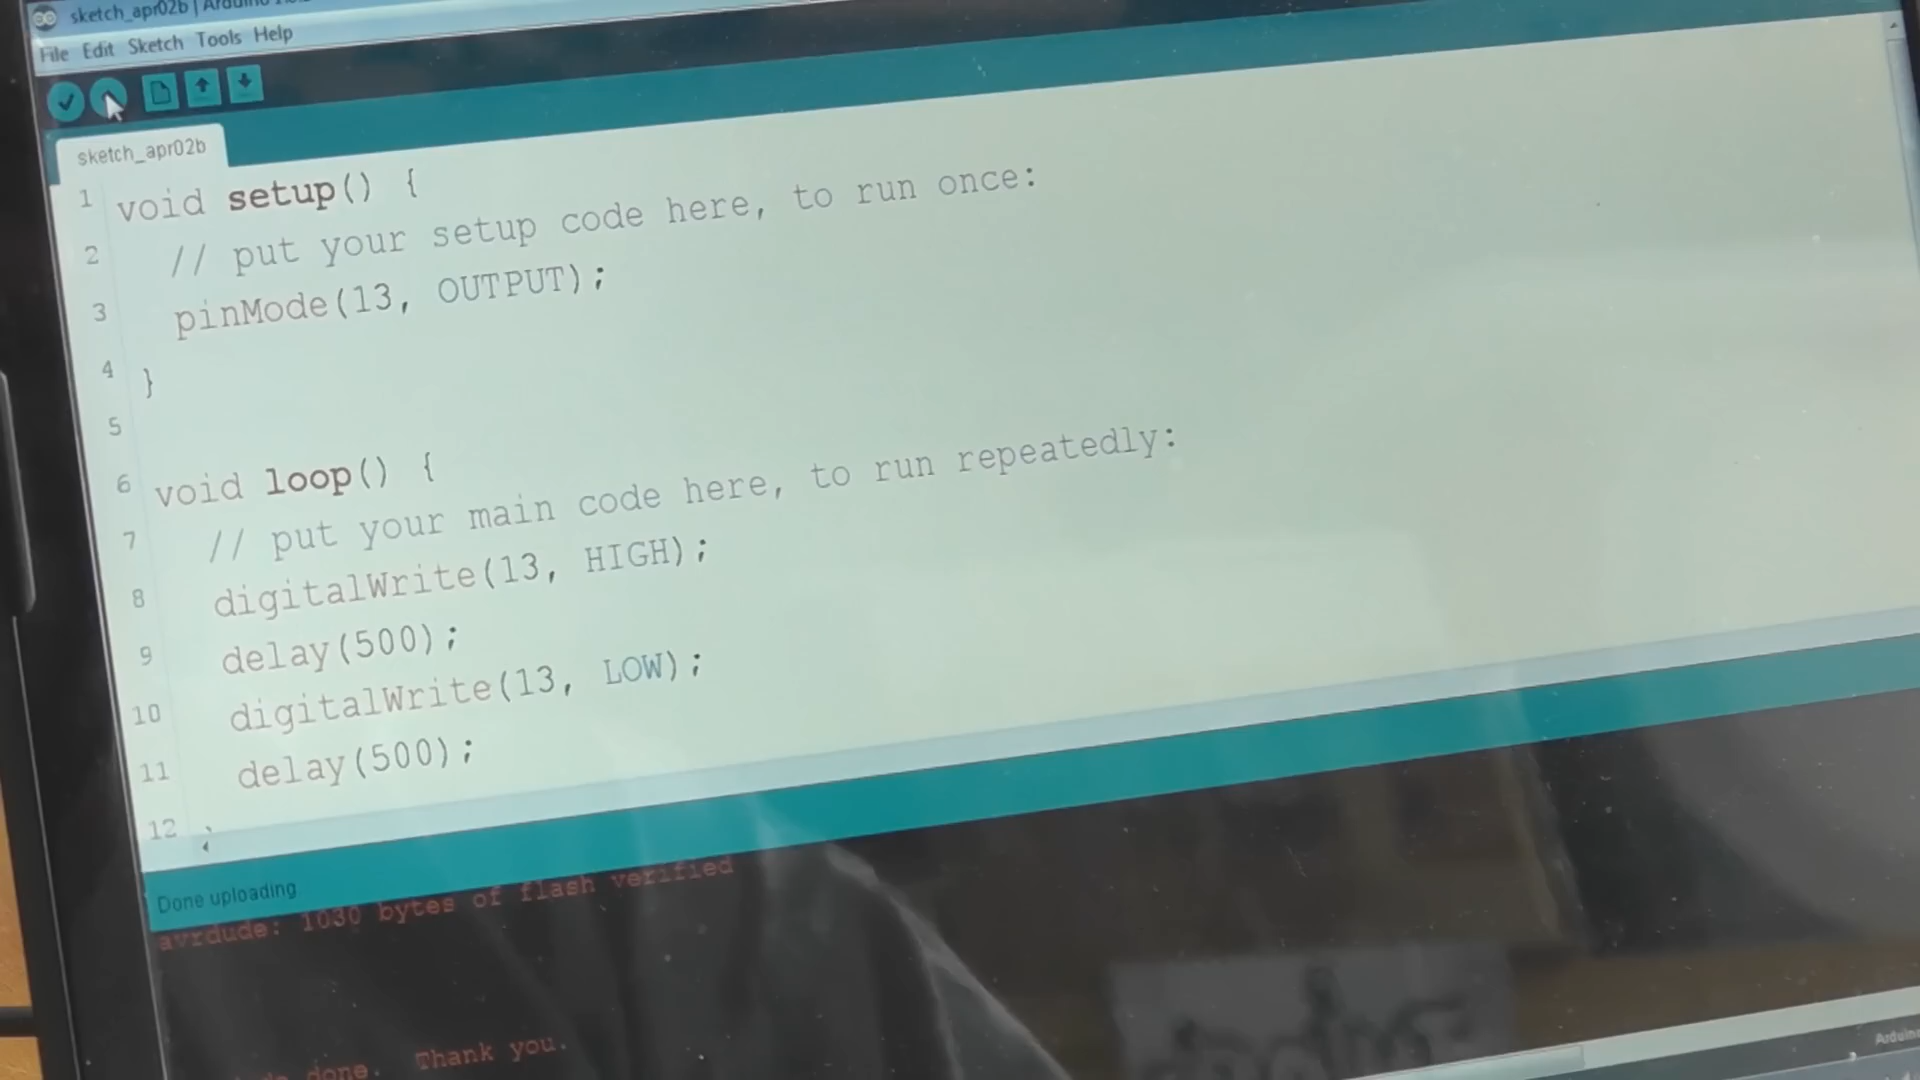 sketch_apr02b | Arduino
File Edit Sketch Tools Help
sketch_apr02b
1 void setup() {
2 // put your setup code here, to run once:
3 pinMode(13, OUTPUT);
4 }
5
6 void loop() {
7 // put your main code here, to run repeatedly:
8 digitalWrite(13, HIGH);
9 delay(500);
10 digitalWrite(13, LOW);
11 delay(500);
12
Done uploading
avrdude: 1030 bytes of flash verified
done. Thank you.